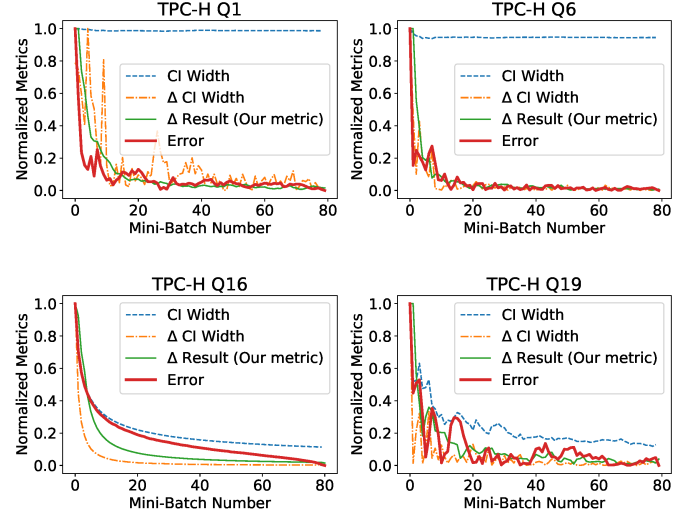 TPC-H Q1
Normalized Metrics
1.0
0.8
0.6
0.4
0.2
0.0
CI Width
Δ CI Width
Δ Result (Our metric)
Error
0 20 40 60 80
Mini-Batch Number
TPC-H Q6
Normalized Metrics
1.0
0.8
0.6
0.4
0.2
0.0
CI Width
Δ CI Width
Δ Result (Our metric)
Error
0 20 40 60 80
Mini-Batch Number
TPC-H Q16
Normalized Metrics
1.0
0.8
0.6
0.4
0.2
0.0
CI Width
Δ CI Width
Δ Result (Our metric)
Error
0 20 40 60 80
Mini-Batch Number
TPC-H Q19
Normalized Metrics
1.0
0.8
0.6
0.4
0.2
0.0
CI Width
Δ CI Width
Δ Result (Our metric)
Error
0 20 40 60 80
Mini-Batch Number